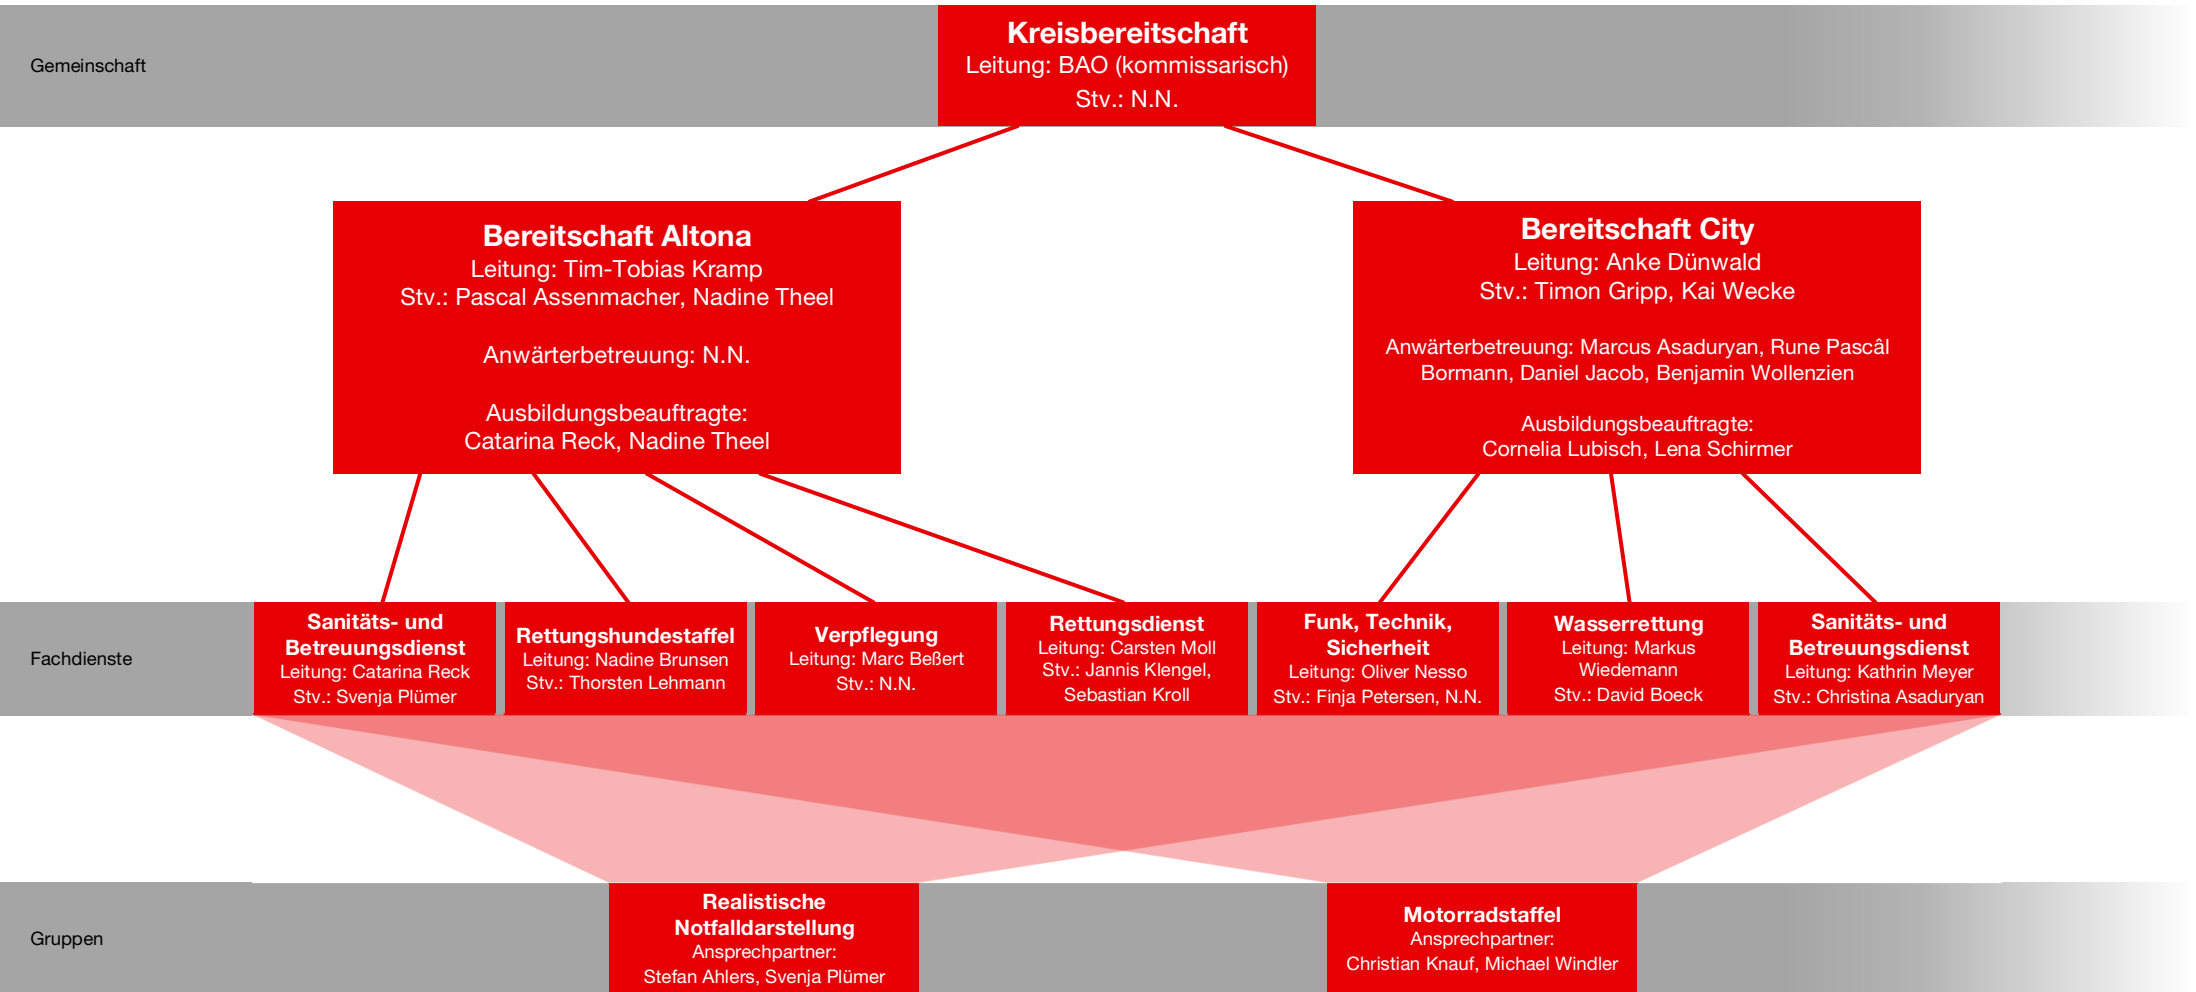 Gemeinschaft
Kreisbereitschaft
Leitung: BAO (kommissarisch)
Stv.: N.N.
Bereitschaft Altona
Leitung: Tim-Tobias Kramp
Stv.: Pascal Assenmacher, Nadine Theel
Anwärterbetreuung: N.N.
Ausbildungsbeauftragte:
Catarina Reck, Nadine Theel
Bereitschaft City
Leitung: Anke Dünwald
Stv.: Timon Gripp, Kai Wecke
Anwärterbetreuung: Marcus Asaduryan, Rune Pascâl
Bormann, Daniel Jacob, Benjamin Wollenzien
Ausbildungsbeauftragte:
Cornelia Lubisch, Lena Schirmer
Fachdienste
Sanitäts- und
Betreuungsdienst
Leitung: Catarina Reck
Stv.: Svenja Plümer
Rettungshundestaffel
Leitung: Nadine Brunsen
Stv.: Thorsten Lehmann
Verpflegung
Leitung: Marc Beßert
Stv.: N.N.
Rettungsdienst
Leitung: Carsten Moll
Stv.: Jannis Klengel,
Sebastian Kroll
Funk, Technik,
Sicherheit
Leitung: Oliver Nesso
Stv.: Finja Petersen, N.N.
Wasserrettung
Leitung: Markus
Wiedemann
Stv.: David Boeck
Sanitäts- und
Betreuungsdienst
Leitung: Kathrin Meyer
Stv.: Christina Asaduryan
Gruppen
Realistische
Notfalldarstellung
Ansprechpartner:
Stefan Ahlers, Svenja Plümer
Motorradstaffel
Ansprechpartner:
Christian Knauf, Michael Windler